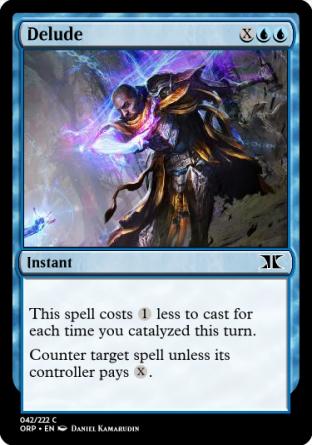 Delude X
Instant
This spell costs 1 less to cast for
each time you catalyzed this turn.
Counter target spell unless its
controller pays X.
042/222 C
ORP • EN Daniel Kamarudin